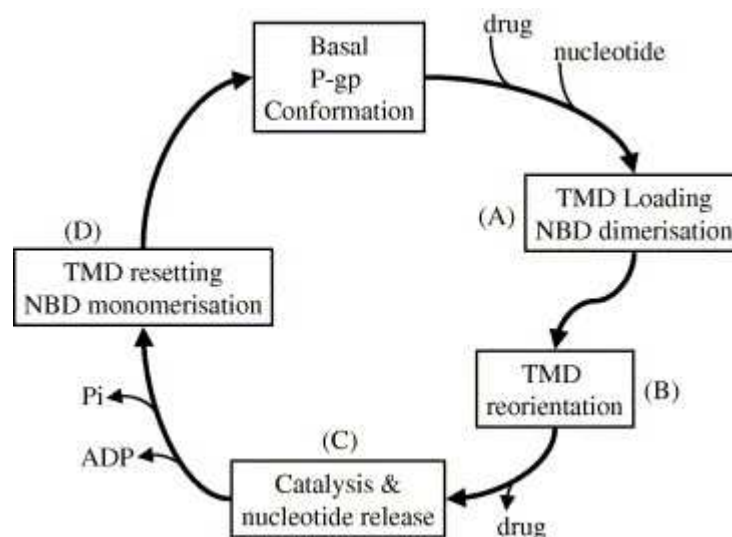 Basal
P-gp
Conformation
drug
nucleotide
(A)
TMD Loading
NBD dimerisation
TMD
reorientation
(B)
drug
(C)
Catalysis &
nucleotide release
ADP
Pi
(D)
TMD resetting
NBD monomerisation